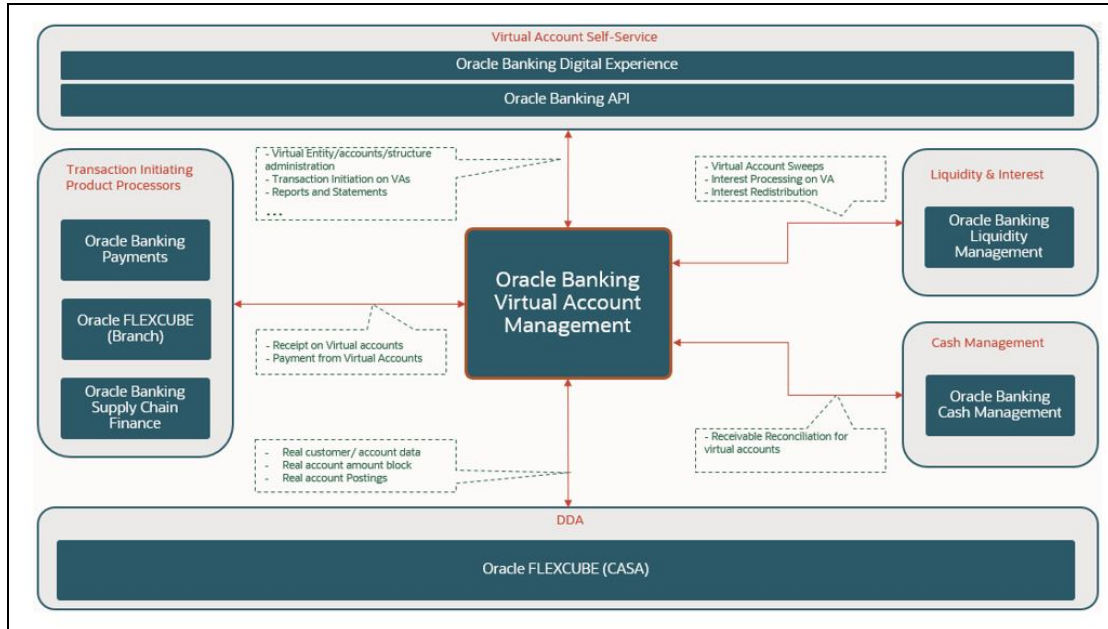 Virtual Account Self-Service
Oracle Banking Digital Experience
Oracle Banking API
Transaction Initiating
Product Processors
Oracle Banking
Payments
Oracle FLEXCUBE
(Branch)
Oracle Banking
Supply Chain
Finance
- Virtual Entity/accounts/structure
administration
- Transaction Initiation on VAs
- Reports and Statements
...
- Virtual Account Sweeps
- Interest Processing on VA
- Interest Redistribution
Liquidity & Interest
Oracle Banking
Liquidity
Management
Oracle Banking
Virtual Account
Management
- Receipt on Virtual accounts
- Payment from Virtual Accounts
Cash Management
Oracle Banking
Cash Management
- Receivable Reconciliation for
virtual accounts
- Real customer/ account data
- Real account amount block
- Real account Postings
DDA
Oracle FLEXCUBE (CASA)